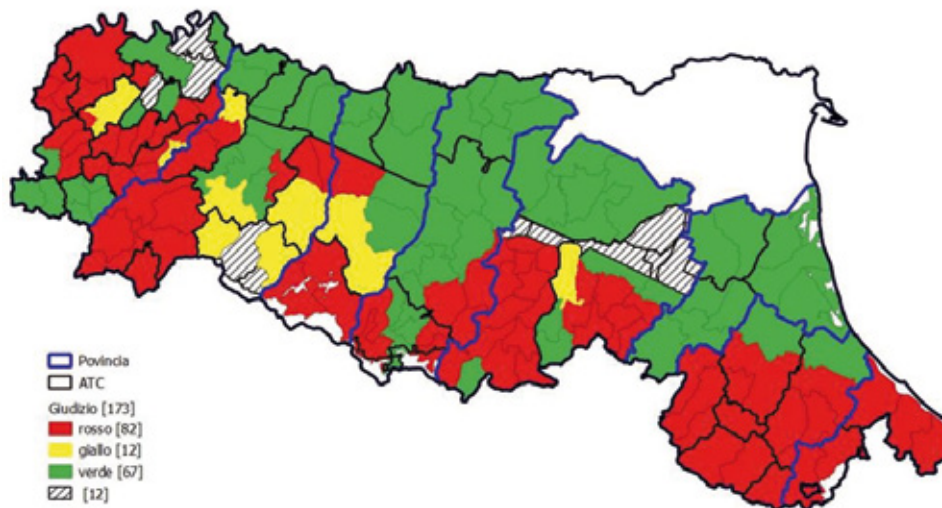 Povincia
ATC
Giudizio [173]
rosso [82]
giallo [12]
verde [67]
[12]